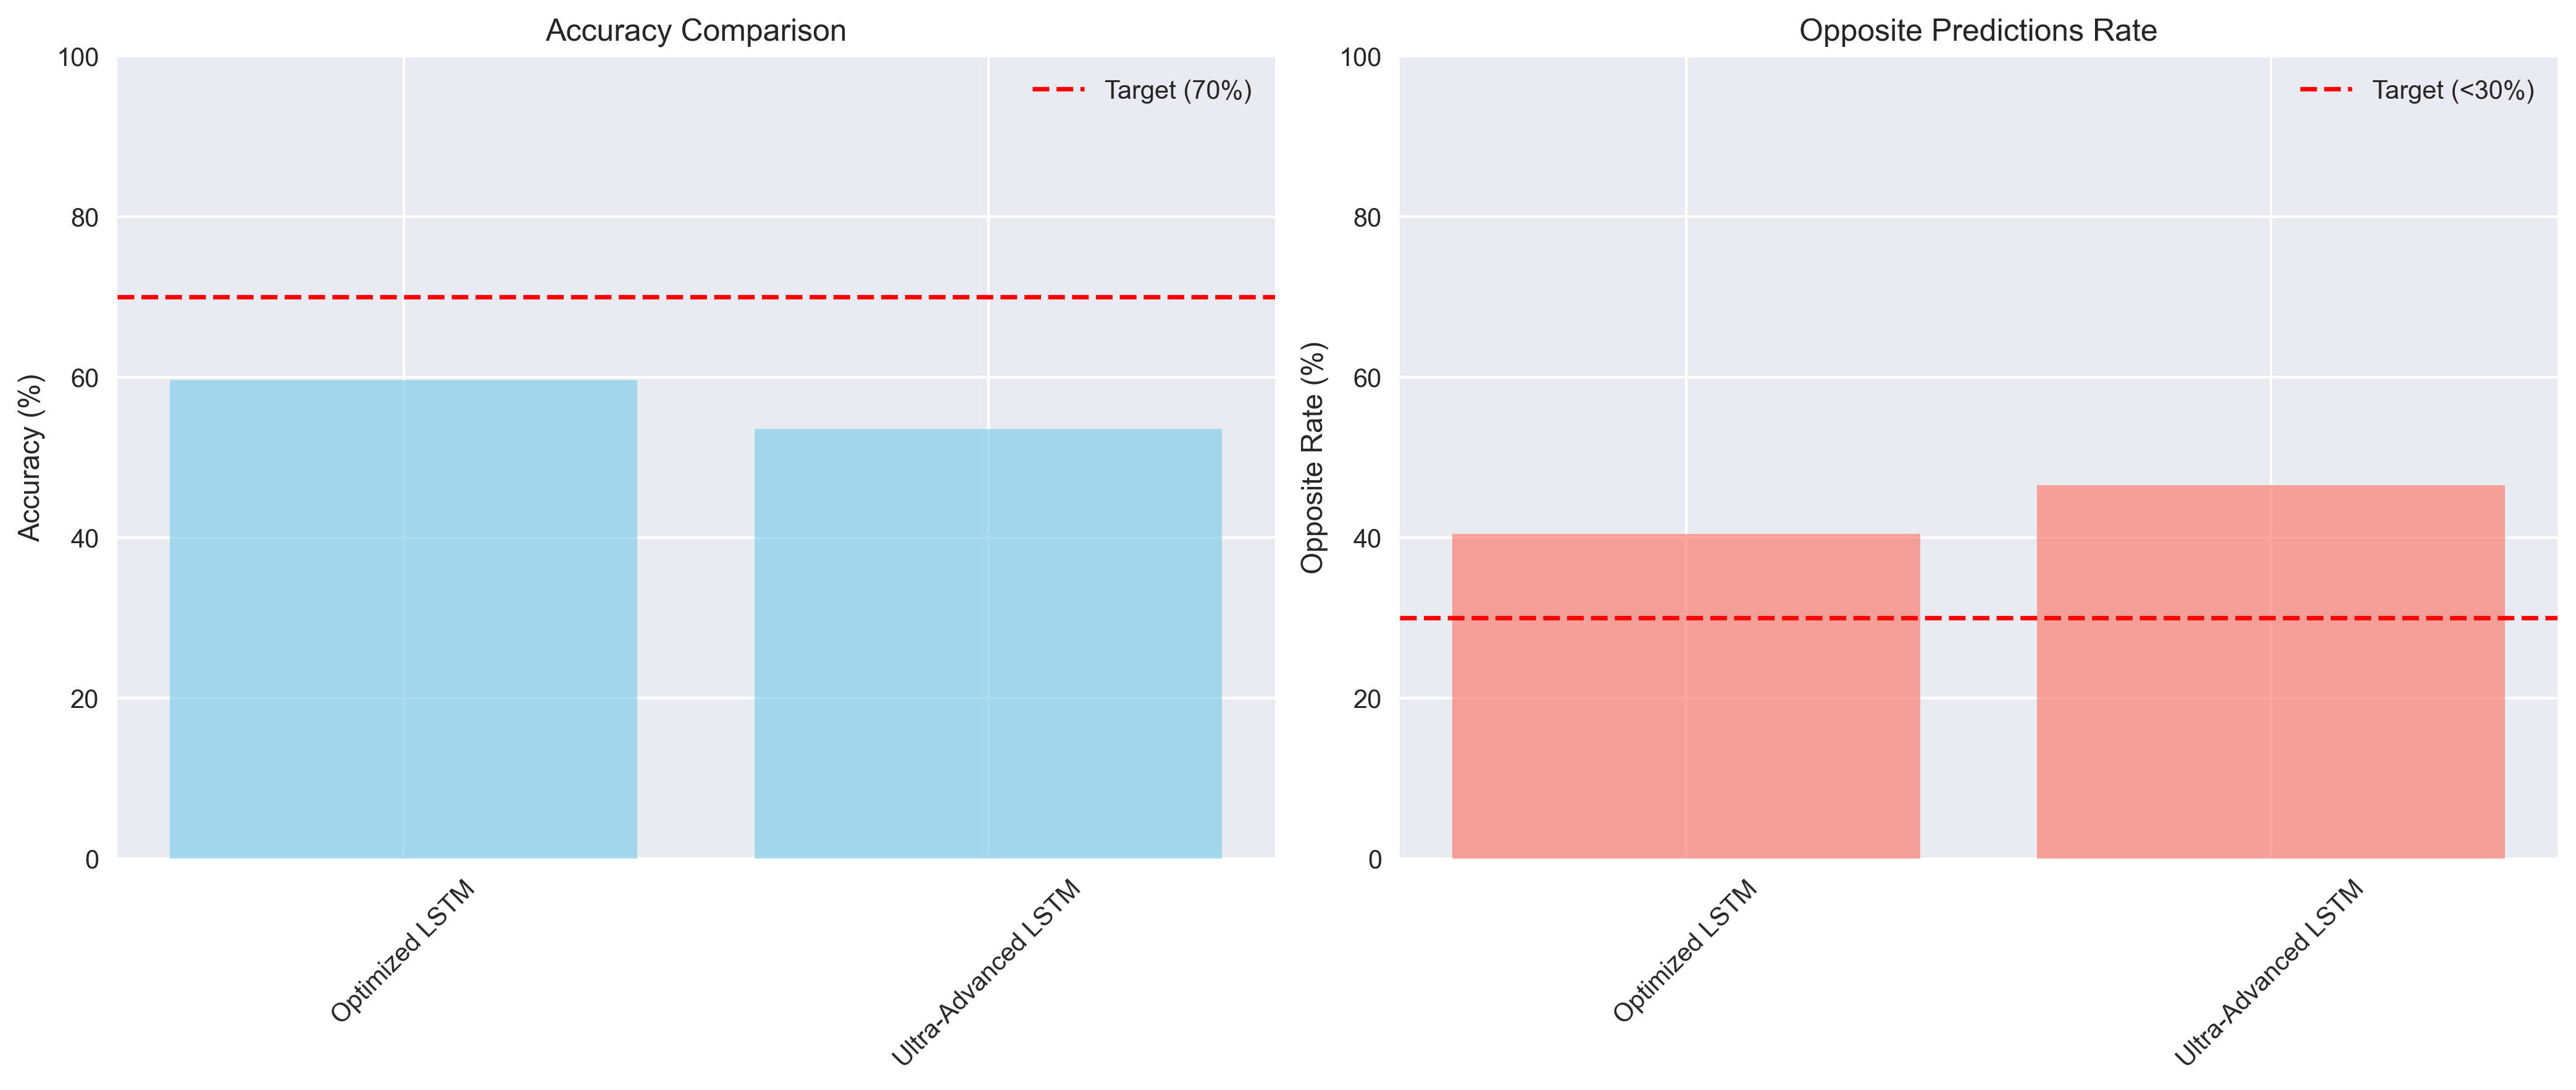 Accuracy Comparison
100
80
60
40
20
0
Accuracy (%)
Target (70%)
Optimized LSTM
Ultra-Advanced LSTM
Opposite Predictions Rate
100
80
60
40
20
0
Opposite Rate (%)
Target (<30%)
Optimized LSTM
Ultra-Advanced LSTM